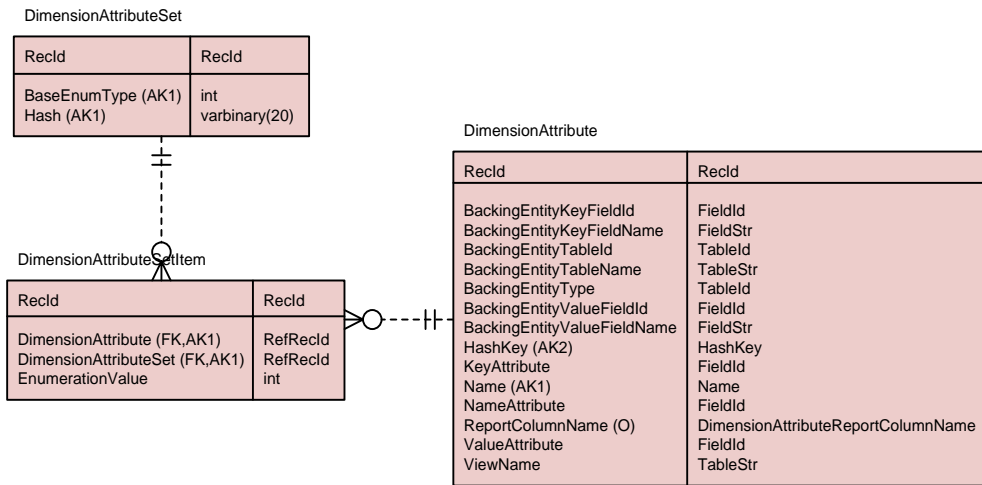 DimensionAttributeSet
RecId RecId
BaseEnumType (AK1) int
Hash (AK1) varbinary(20)
DimensionAttribute
RecId RecId
BackingEntityKeyFieldId FieldId
BackingEntityKeyFieldName FieldStr
BackingEntityTableId TableId
BackingEntityTableName TableStr
BackingEntityType TableId
BackingEntityValueFieldId FieldId
BackingEntityValueFieldName FieldStr
HashKey (AK2) HashKey
KeyAttribute FieldId
Name (AK1) Name
NameAttribute FieldId
ReportColumnName (O) DimensionAttributeReportColumnName
ValueAttribute FieldId
ViewName TableStr
DimensionAttributeSetItem
RecId RecId
DimensionAttribute (FK,AK1) RefRecId
DimensionAttributeSet (FK,AK1) RefRecId
EnumerationValue int